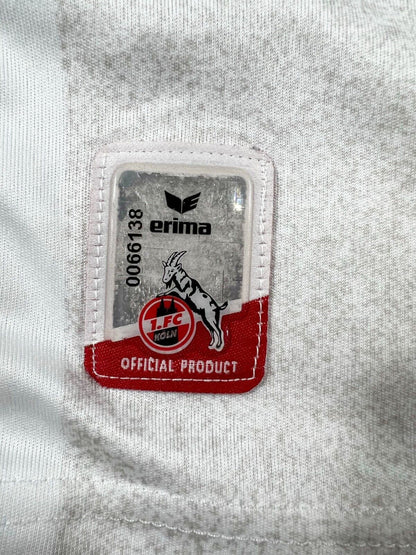 erima
0066138
1.FC
KÖLN
OFFICIAL PRODUCT